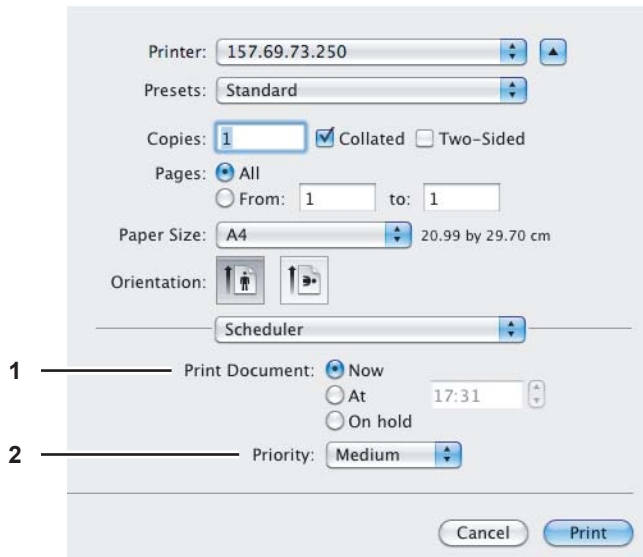 Printer: 157.69.73.250
Presets: Standard
Copies: 1 Collated Two-Sided
Pages: All
From: 1 to: 1
Paper Size: A4 20.99 by 29.70 cm
Orientation:
Scheduler
1 Print Document: Now
At 17:31
On hold
2 Priority: Medium
Cancel Print